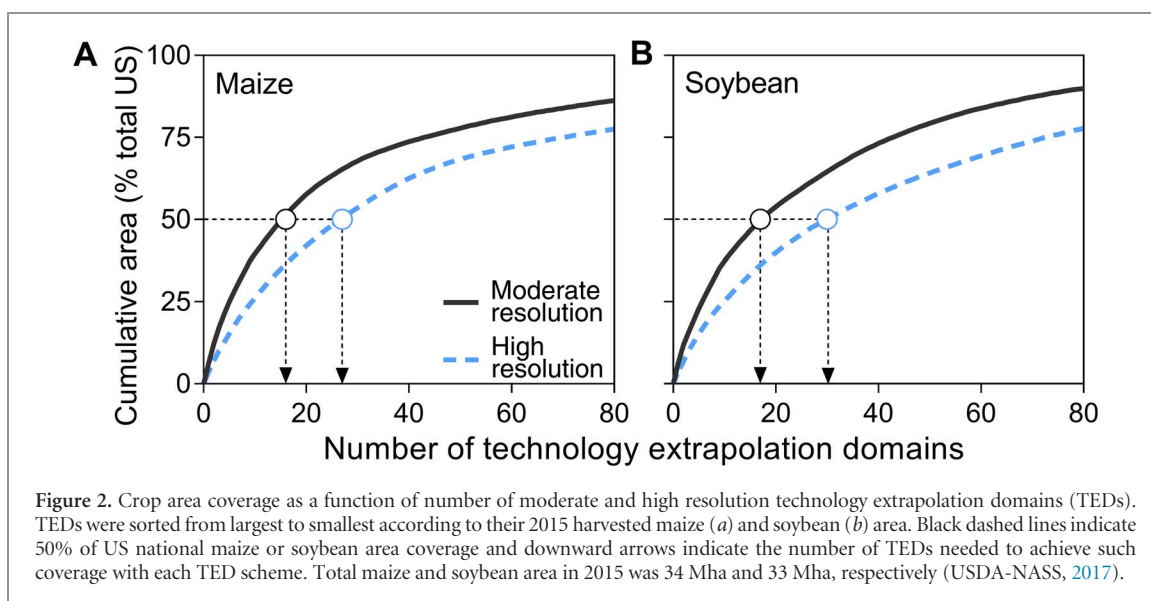 A
B
100
75
50
25
0
Cumulative area (% total US)
Maize
Soybean
Moderate
resolution
High
resolution
0 20 40 60 80
0 20 40 60 80
Number of technology extrapolation domains
Figure 2. Crop area coverage as a function of number of moderate and high resolution technology extrapolation domains (TEDs).
TEDs were sorted from largest to smallest according to their 2015 harvested maize (a) and soybean (b) area. Black dashed lines indicate
50% of US national maize or soybean area coverage and downward arrows indicate the number of TEDs needed to achieve such
coverage with each TED scheme. Total maize and soybean area in 2015 was 34 Mha and 33 Mha, respectively (USDA-NASS, 2017).